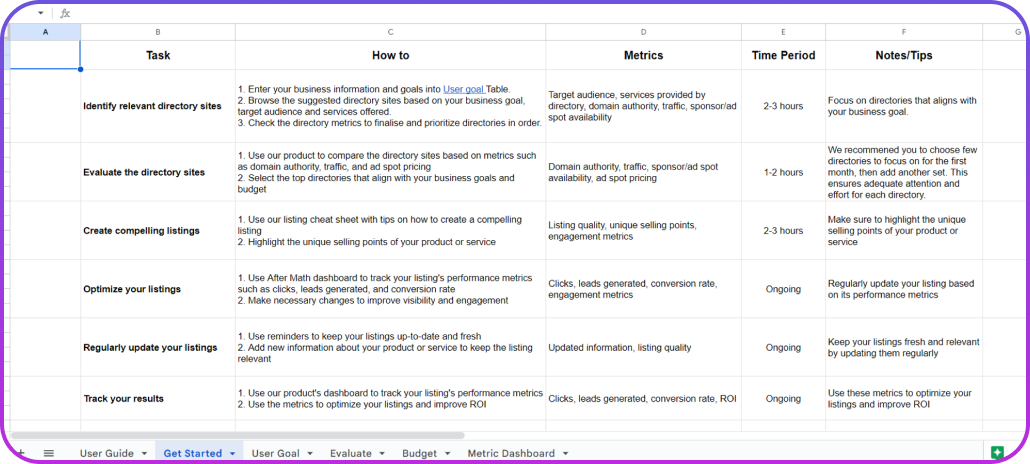 fx
A B C D E F G
Task How to Metrics Time Period Notes/Tips
Identify relevant directory sites
1. Enter your business information and goals into User goal Table.
2. Browse the suggested directory sites based on your business goal,
target audience and services offered.
3. Check the directory metrics to finalise and prioritize directories in order.
Target audience, services provided by
directory, domain authority, traffic, sponsor/ad
spot availability
2-3 hours
Focus on directories that aligns with
your business goal.
Evaluate the directory sites
1. Use our product to compare the directory sites based on metrics such
as domain authority, traffic, and ad spot pricing
2. Select the top directories that align with your business goals and
budget
Domain authority, traffic, sponsor/ad spot
availability, ad spot pricing
1-2 hours
We recommened you to choose few
directories to focus on for the first
month, then add another set. This
ensures adequate attention and
effort for each directory.
Create compelling listings
1. Use our listing cheat sheet with tips on how to create a compelling
listing
2. Highlight the unique selling points of your product or service
Listing quality, unique selling points,
engagement metrics
2-3 hours
Make sure to highlight the unique
selling points of your product or
service
Optimize your listings
1. Use After Math dashboard to track your listing's performance metrics
such as clicks, leads generated, and conversion rate
2. Make necessary changes to improve visibility and engagement
Clicks, leads generated, conversion rate,
engagement metrics
Ongoing
Regularly update your listing based
on its performance metrics
Regularly update your listings
1. Use reminders to keep your listings up-to-date and fresh
2. Add new information about your product or service to keep the listing
relevant
Updated information, listing quality
Ongoing
Keep your listings fresh and relevant
by updating them regularly
Track your results
1. Use our product's dashboard to track your listing's performance metrics
2. Use the metrics to optimize your listings and improve ROI
Clicks, leads generated, conversion rate, ROI
Ongoing
Use these metrics to optimize your
listings and improve ROI
User Guide Get Started User Goal Evaluate Budget Metric Dashboard